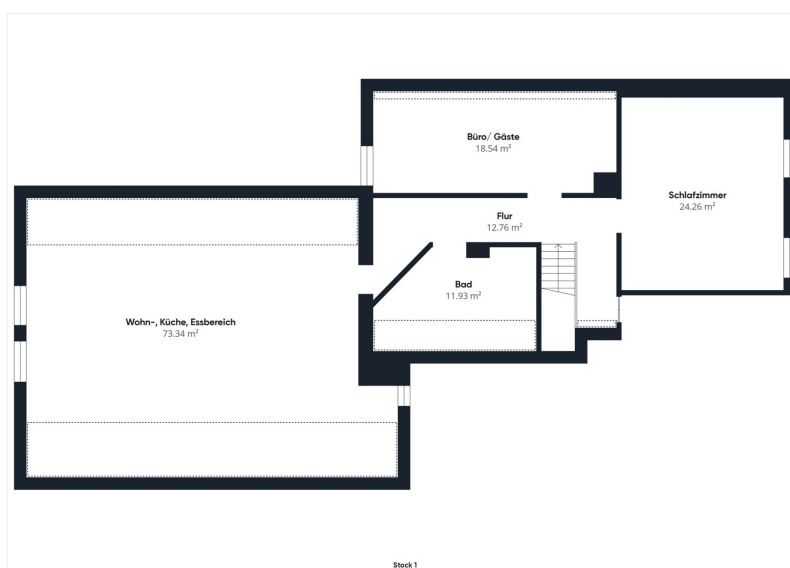 Büro/ Gäste
18.54 m²
Schlafzimmer
24.26 m²
Flur
12.76 m²
Bad
11.93 m²
Wohn-, Küche, Essbereich
73.34 m²
Stock 1